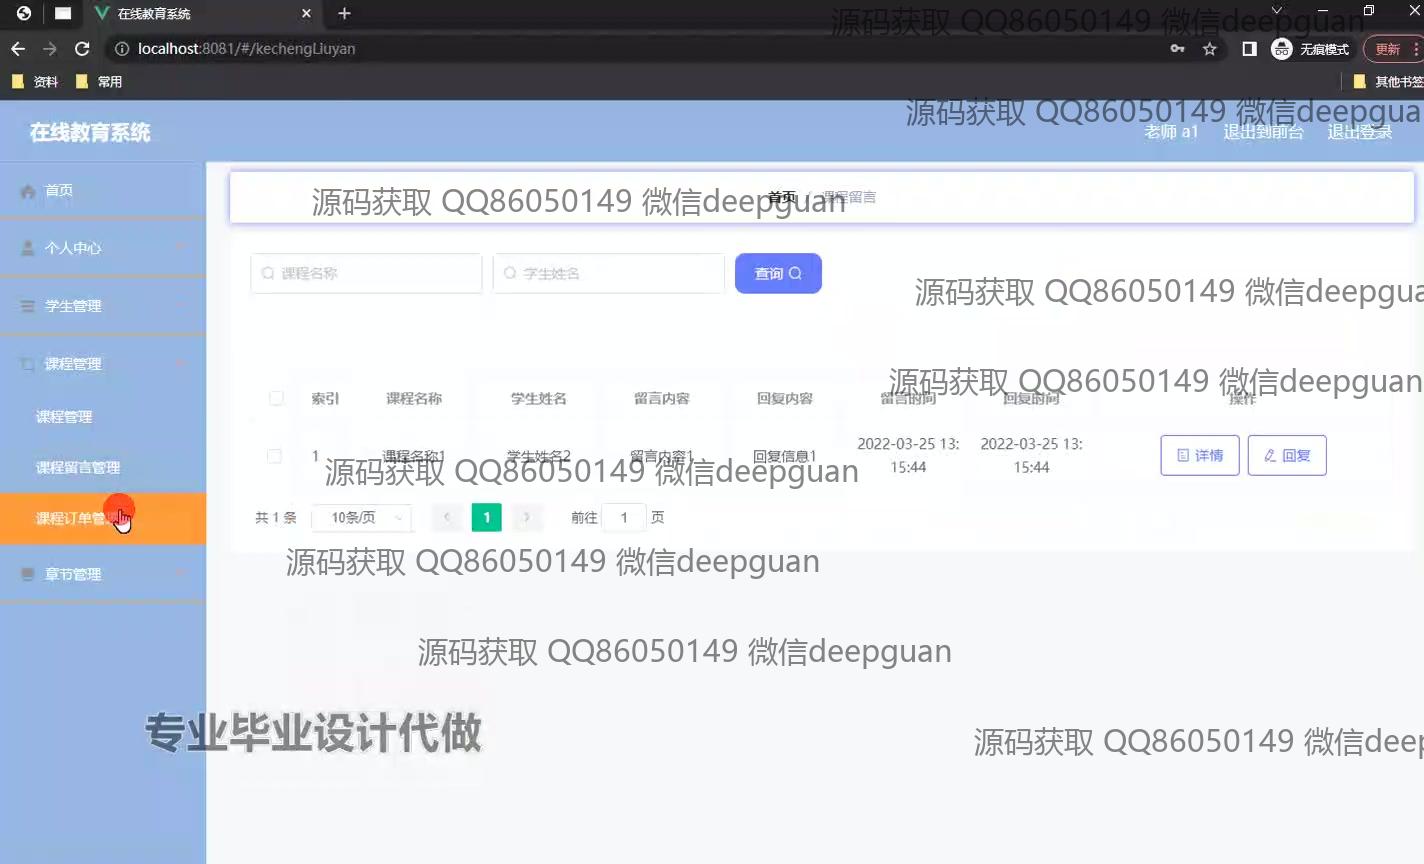 在线教育系统
源码获取 QQ86050149 微信deepguan
localhost:8081/#/kechengLiuyan
无痕模式
更新
资料
常用
其他书签
源码获取 QQ86050149 微信deepgua
在线教育系统
老师 a1
退出到前台
退出登录
首页
首页 / 课程留言
源码获取 QQ86050149 微信deepguan
个人中心
课程名称
学生姓名
查询
源码获取 QQ86050149 微信deepgua
学生管理
课程管理
源码获取 QQ86050149 微信deepguan
索引 课程名称 学生姓名 留言内容 回复内容 留言时间 回复时间 操作
课程管理
1 课程名称1 学生姓名2 留言内容1 回复信息1 2022-03-25 13:15:44 2022-03-25 13:15:44 详情 回复
课程留言管理
源码获取 QQ86050149 微信deepguan
课程订单管理
共 1 条 10条/页 1 前往 1 页
源码获取 QQ86050149 微信deepguan
章节管理
源码获取 QQ86050149 微信deepguan
专业毕业设计代做
源码获取 QQ86050149 微信deep